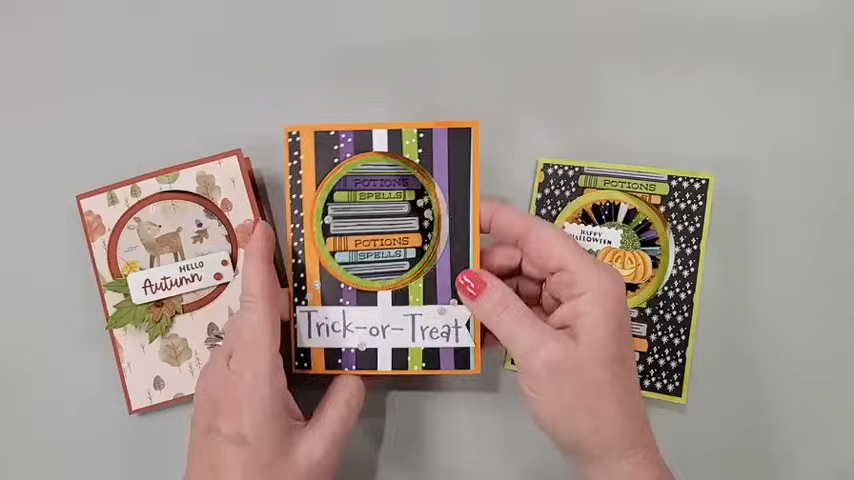 HELLO
Autumn
POTIONS
SPELLS
POTIONS
SPELLS
Trick-or-Treat
POTIONS
HAPPY
HALLOWEEN